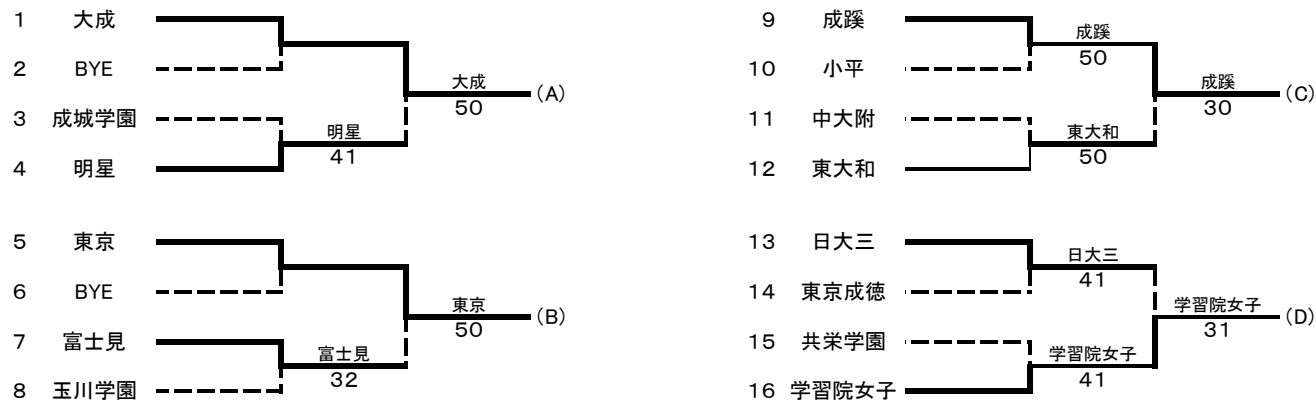 1 大成
2 BYE
3 成城学園
4 明星
明星
41
大成
50
(A)
5 東京
6 BYE
7 富士見
8 玉川学園
富士見
32
東京
50
(B)
9 成蹊
10 小平
11 中大附
12 東大和
成蹊
50
東大和
50
成蹊
30
(C)
13 日大三
14 東京成徳
15 共栄学園
16 学習院女子
日大三
41
学習院女子
41
学習院女子
31
(D)